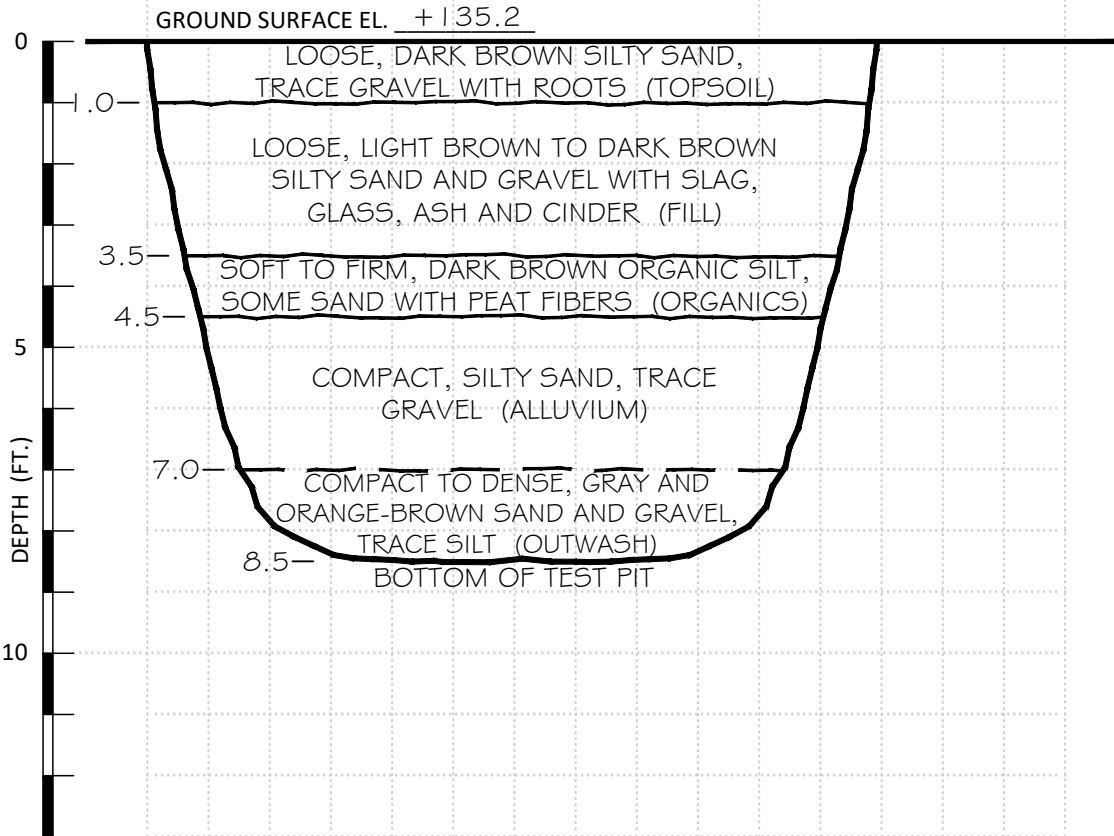 GROUND SURFACE EL. +135.2
0
LOOSE, DARK BROWN SILTY SAND,
TRACE GRAVEL WITH ROOTS (TOPSOIL)
1.0
LOOSE, LIGHT BROWN TO DARK BROWN
SILTY SAND AND GRAVEL WITH SLAG,
GLASS, ASH AND CINDER (FILL)
3.5
SOFT TO FIRM, DARK BROWN ORGANIC SILT,
SOME SAND WITH PEAT FIBERS (ORGANICS)
4.5
5
COMPACT, SILTY SAND, TRACE
GRAVEL (ALLUVIUM)
DEPTH (FT.)
7.0
COMPACT TO DENSE, GRAY AND
ORANGE-BROWN SAND AND GRAVEL,
TRACE SILT (OUTWASH)
8.5
BOTTOM OF TEST PIT
10